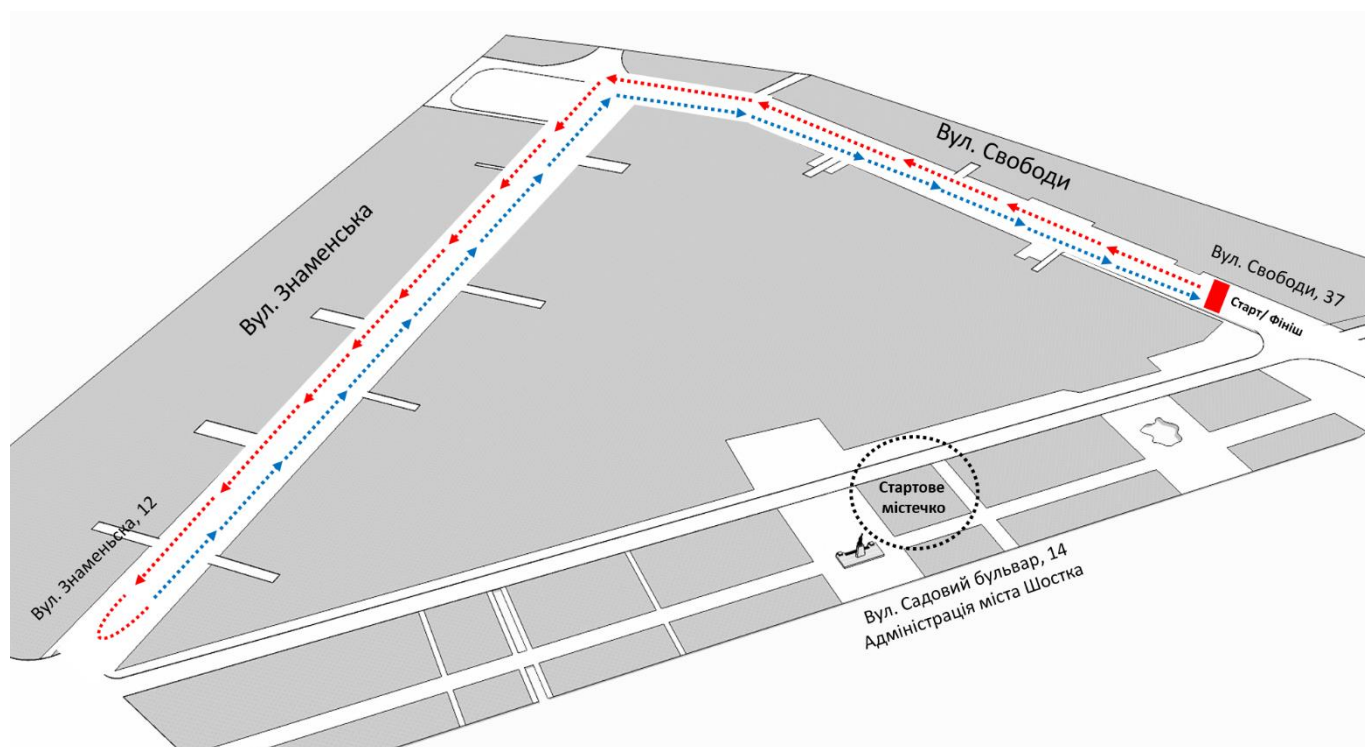 Вул. Свободи
Вул. Знаменська
Вул. Свободи, 37
Старт/ Фініш
Стартове
містечко
Вул. Знаменьска, 12
Вул. Садовий бульвар, 14
Адміністрація міста Шостка